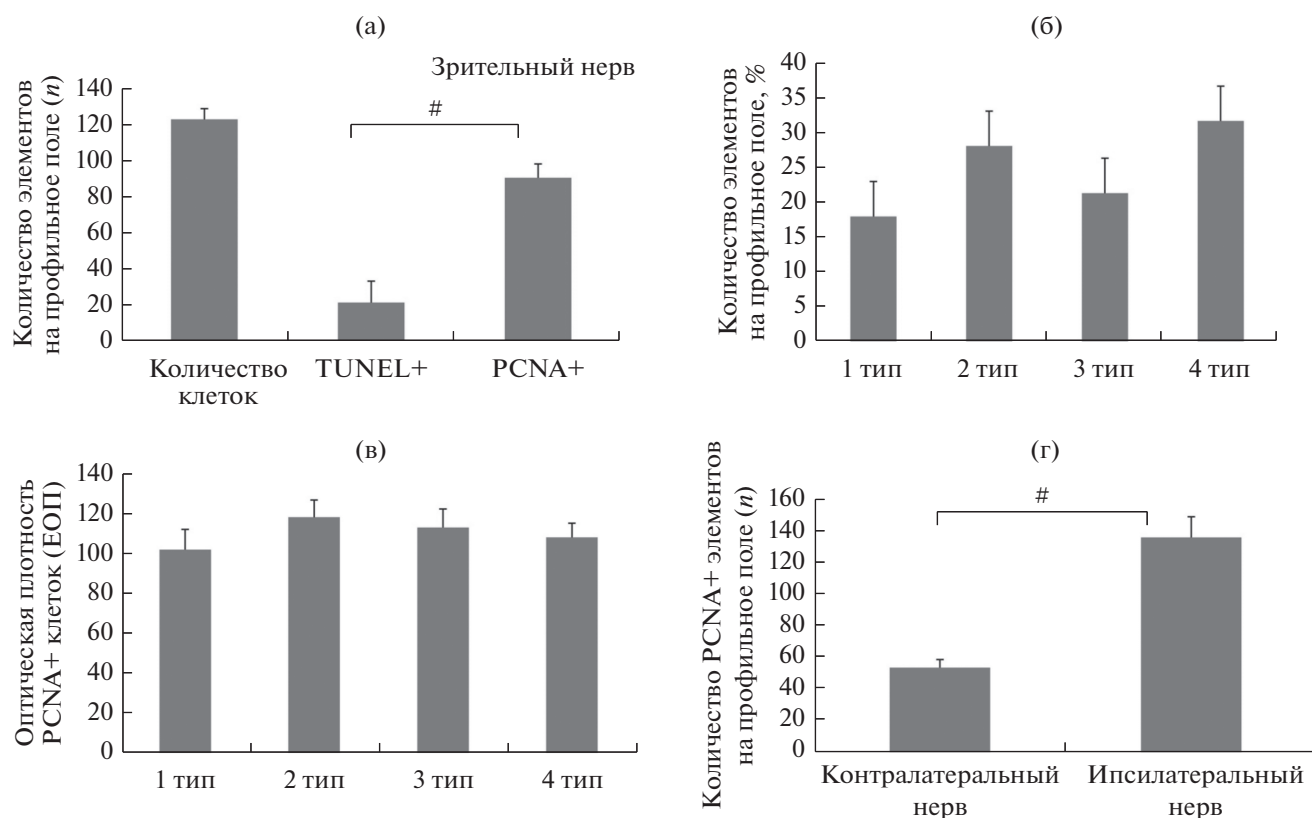 (а)
Зрительный нерв
Количество элементов
на профильное поле (n)
140
120
100
80
60
40
20
0
#
Количество
клеток
TUNEL+
PCNA+
(б)
Количество элементов
на профильное поле, %
40
35
30
25
20
15
10
5
0
1 тип
2 тип
3 тип
4 тип
(в)
Оптическая плотность
PCNA+ клеток (ЕОП)
140
120
100
80
60
40
20
0
1 тип
2 тип
3 тип
4 тип
(г)
Количество PCNA+ элементов
на профильное поле (n)
160
140
120
100
80
60
40
20
0
#
Контралатеральный
нерв
Ипсилатеральный
нерв